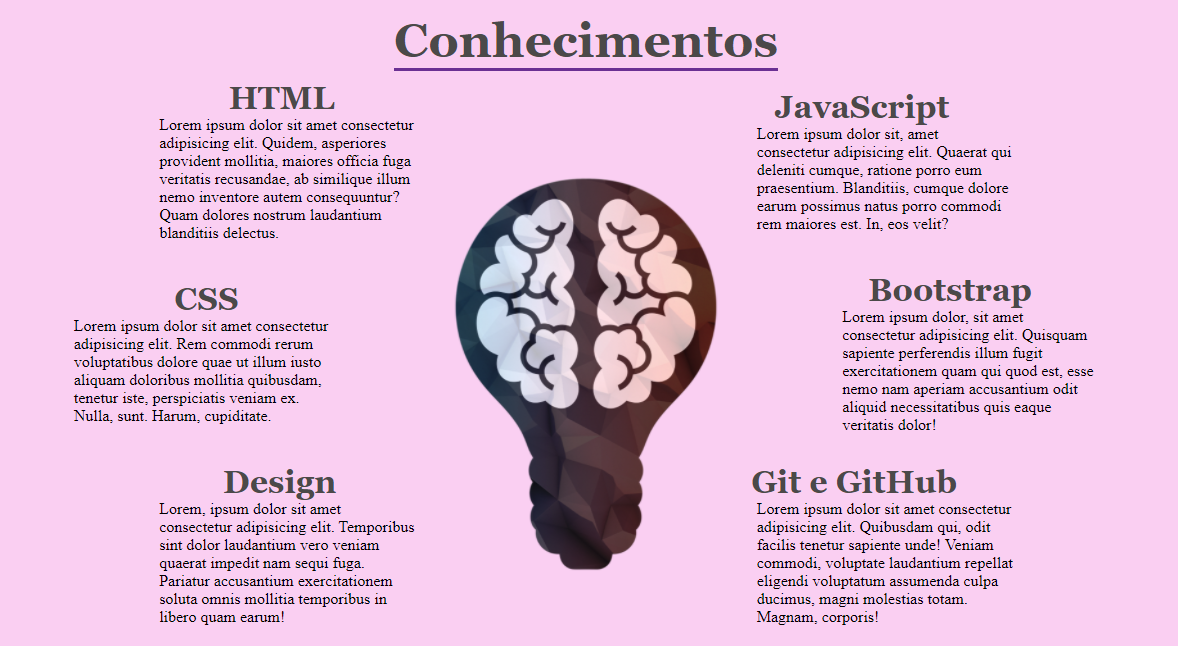 Conhecimentos
HTML
Lorem ipsum dolor sit amet consectetur
adipisicing elit. Quidem, asperiores
provident mollitia, maiores officia fuga
veritatis recusandae, ab similique illum
nemo inventore autem consequuntur?
Quam dolores nostrum laudantium
blanditiis delectus.
CSS
Lorem ipsum dolor sit amet consectetur
adipisicing elit. Rem commodi rerum
voluptatibus dolore quae ut illum iusto
aliquam doloribus mollitia quibusdam,
tenetur iste, perspiciatis veniam ex.
Nulla, sunt. Harum, cupiditate.
Design
Lorem, ipsum dolor sit amet
consectetur adipisicing elit. Temporibus
sint dolor laudantium vero veniam
quaerat impedit nam sequi fuga.
Pariatur accusantium exercitationem
soluta omnis mollitia temporibus in
libero quam earum!
JavaScript
Lorem ipsum dolor sit, amet
consectetur adipisicing elit. Quaerat qui
deleniti cumque, ratione porro eum
praesentium. Blanditiis, cumque dolore
earum possimus natus porro commodi
rem maiores est. In, eos velit?
Bootstrap
Lorem ipsum dolor, sit amet
consectetur adipisicing elit. Quisquam
sapiente perferendis illum fugit
exercitationem quam qui quod est, esse
nemo nam aperiam accusantium odit
aliquid necessitatibus quis eaque
veritatis dolor!
Git e GitHub
Lorem ipsum dolor sit amet consectetur
adipisicing elit. Quibusdam qui, odit
facilis tenetur sapiente unde! Veniam
commodi, voluptate laudantium repellat
eligendi voluptatum assumenda culpa
ducimus, magni molestias totam.
Magnam, corporis!